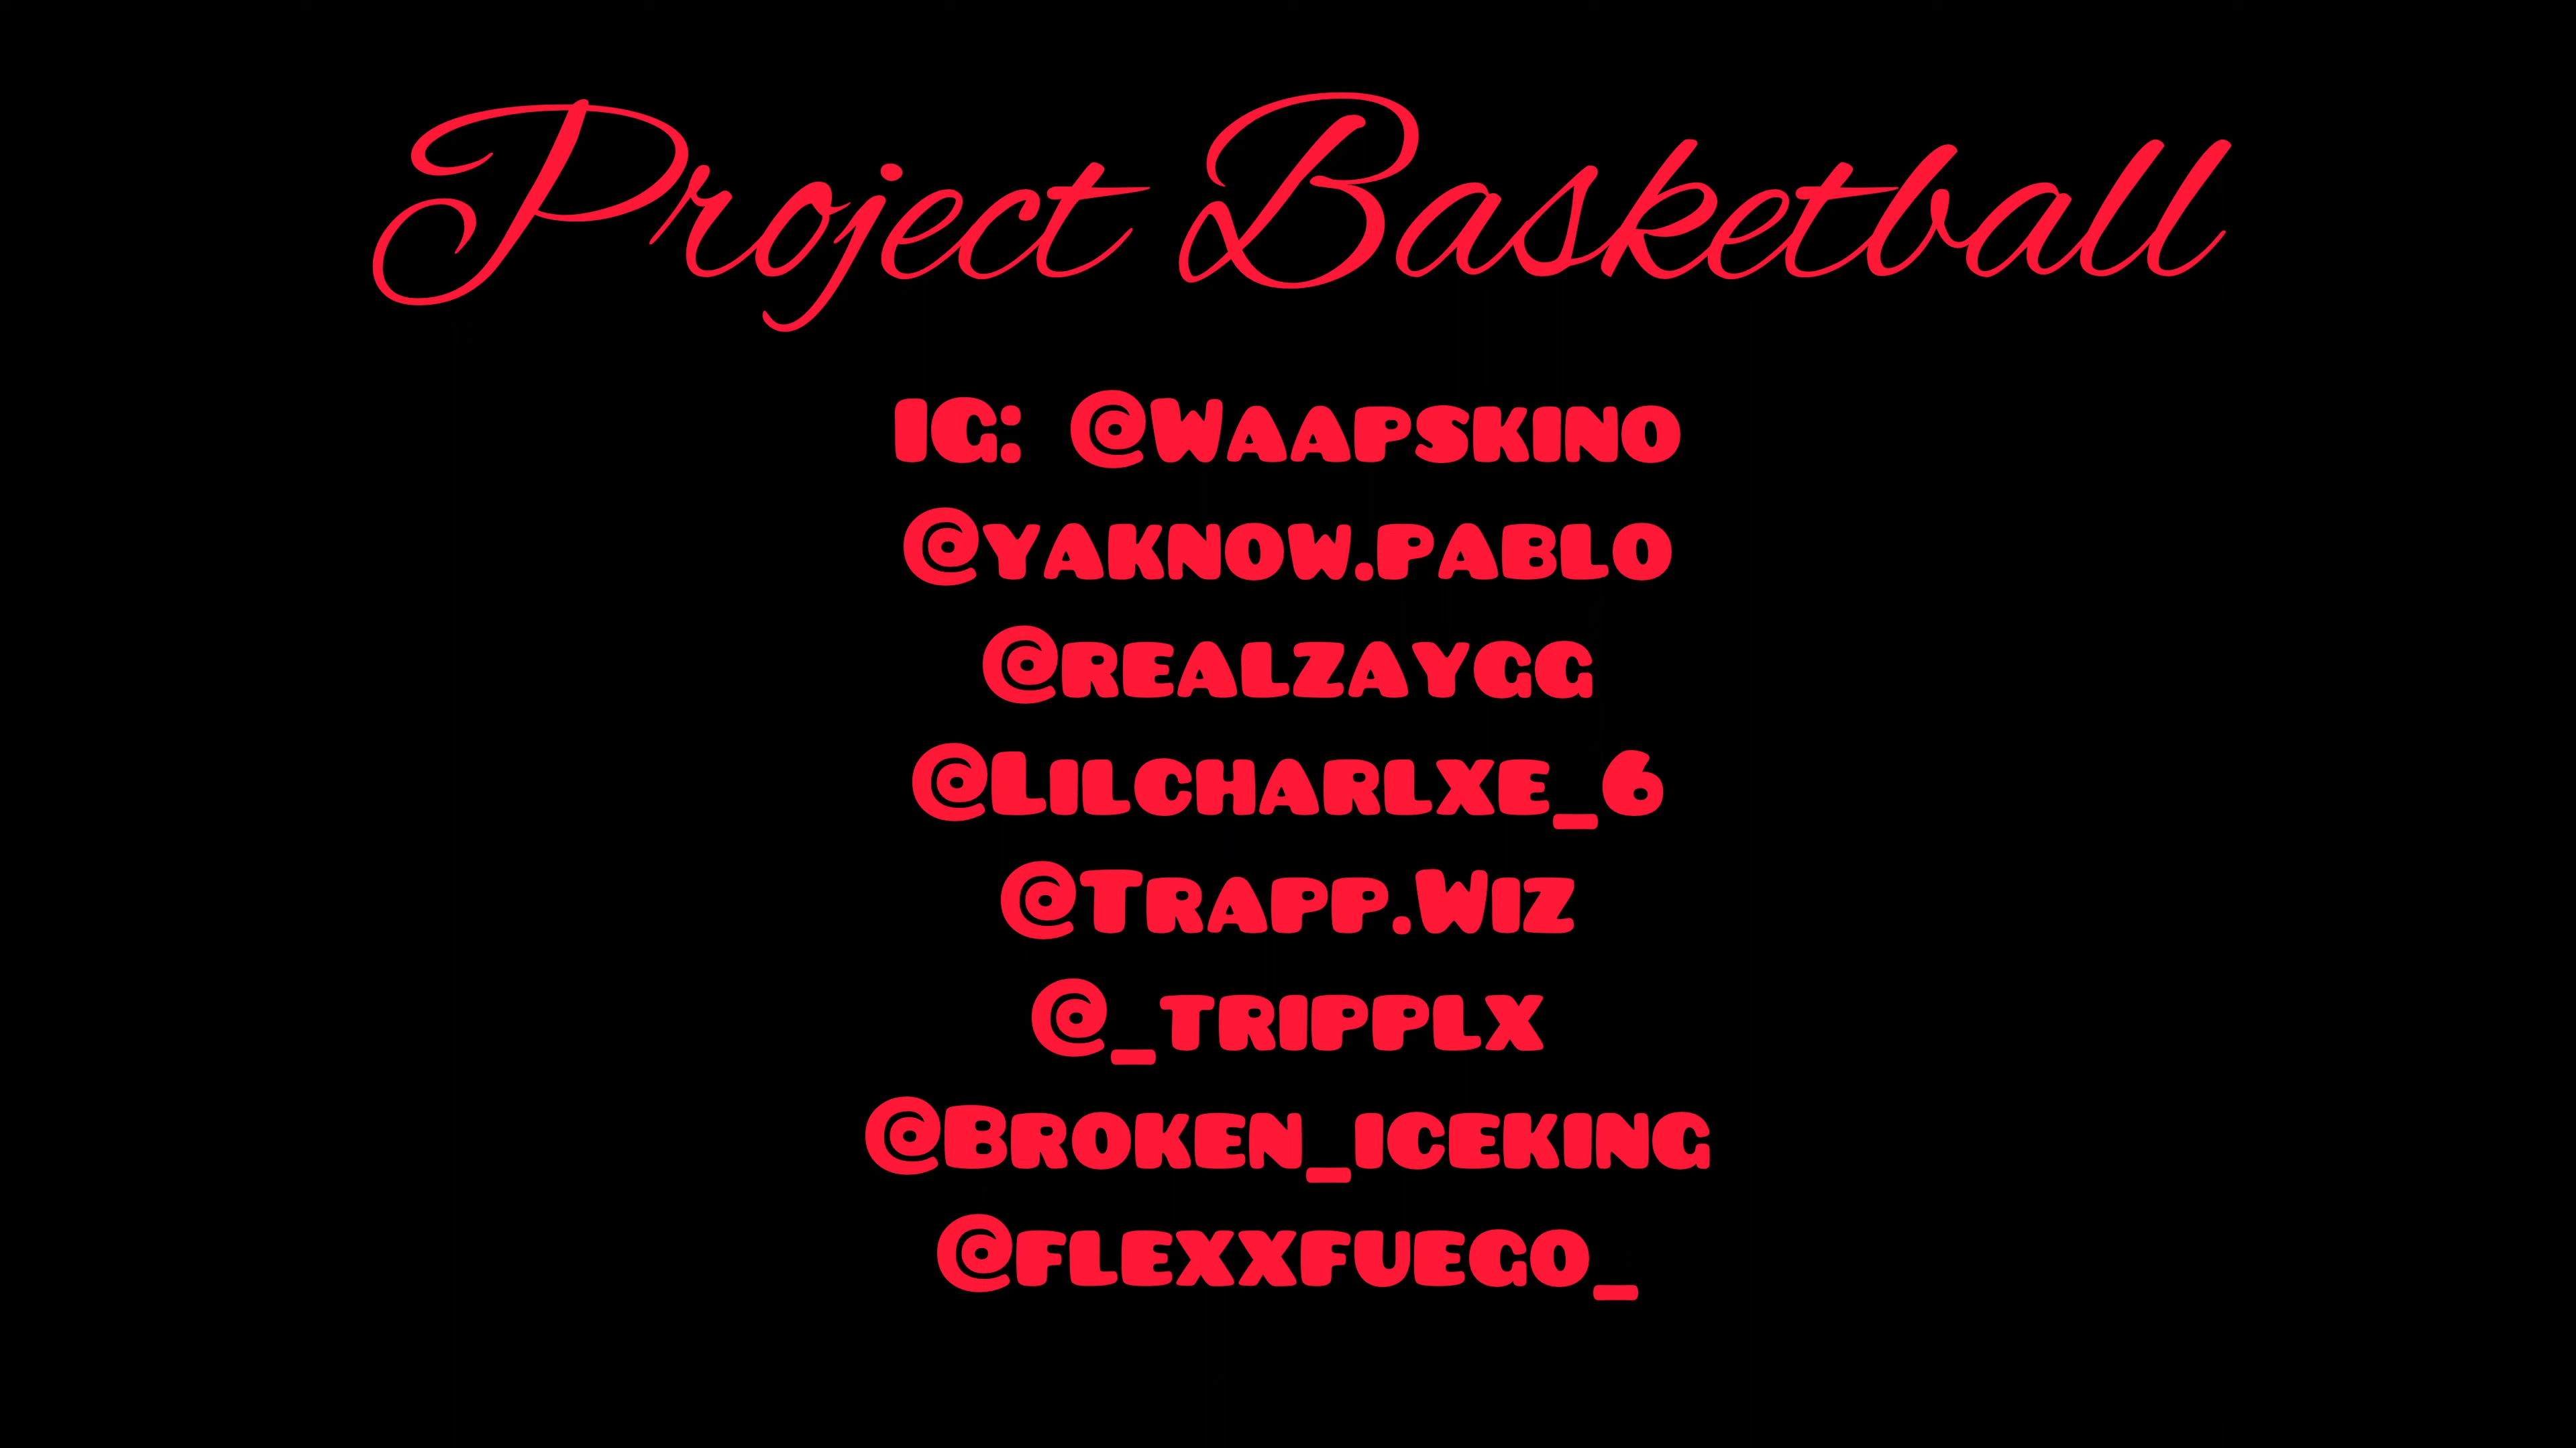 Project Basketball
IG: @Waapskino
@yaknow.pablo
@realzaygg
@Lilcharlxe_6
@Trapp.Wiz
@_tripplx
@Broken_iceking
@flexxfuego_